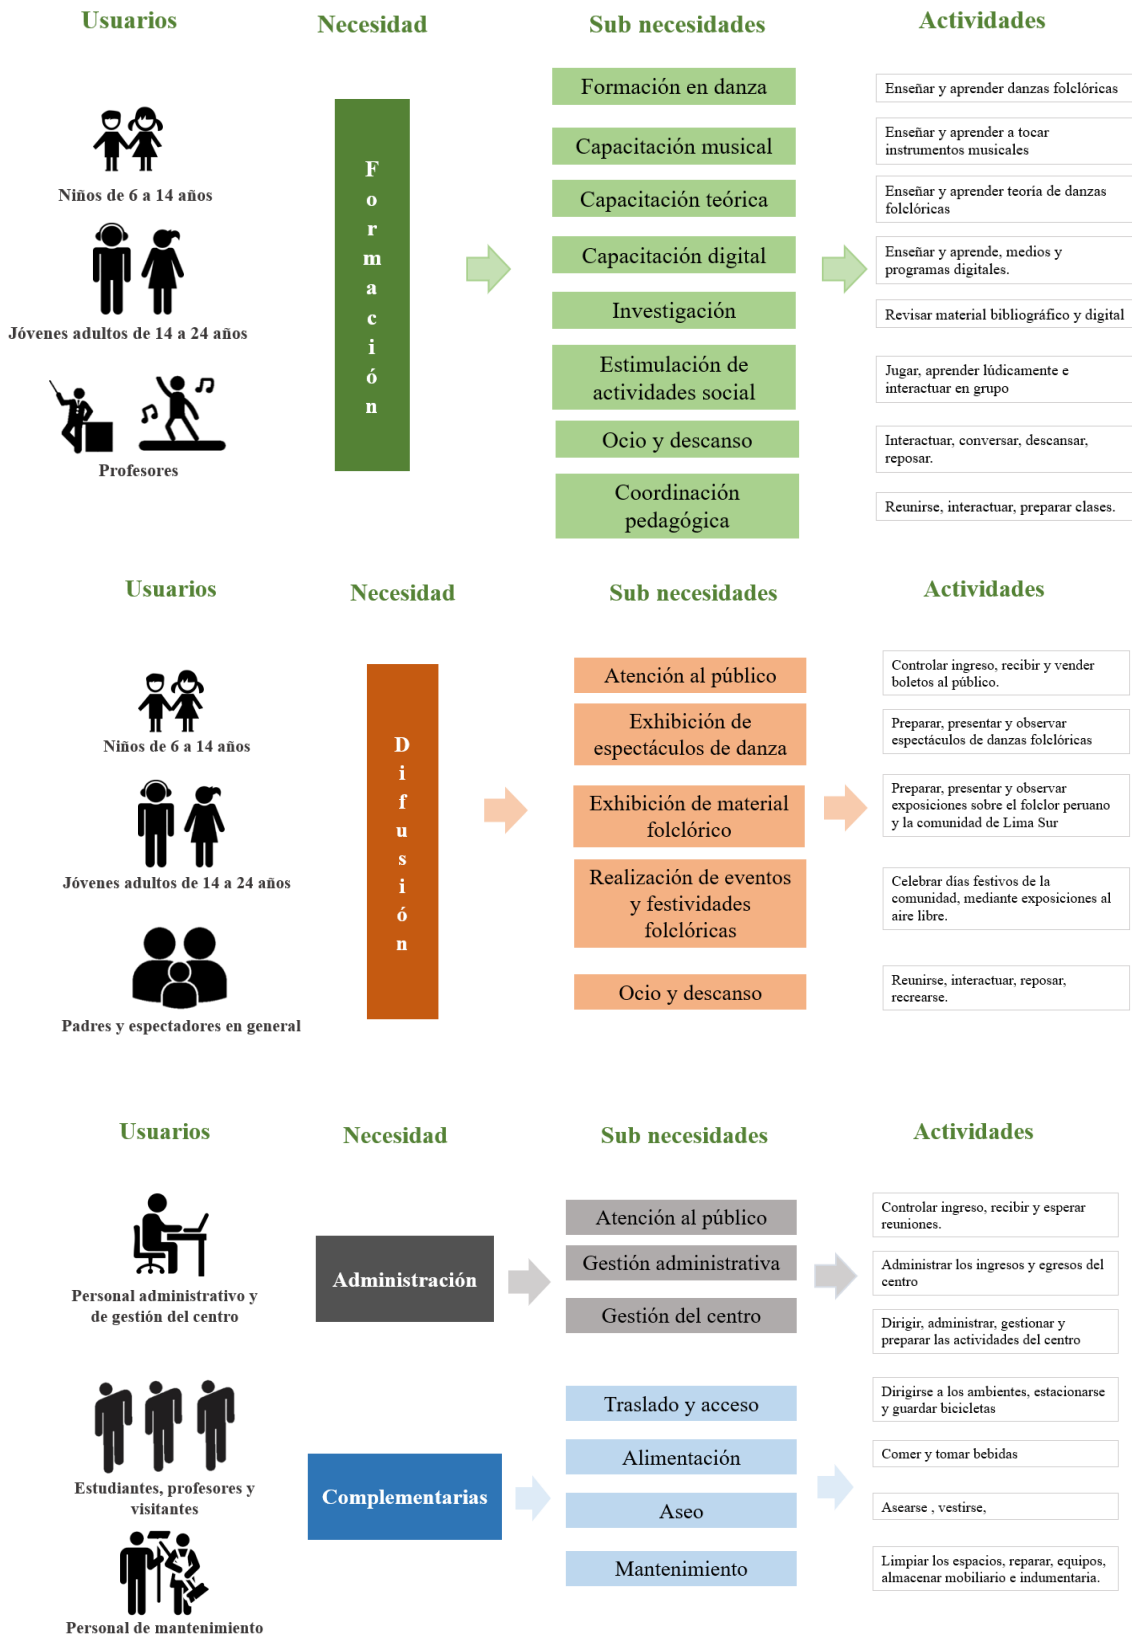 Usuarios
Necesidad
Sub necesidades
Actividades
Niños de 6 a 14 años
Jóvenes adultos de 14 a 24 años
Profesores
Formación
Formación en danza
Capacitación musical
Capacitación teórica
Capacitación digital
Investigación
Estimulación de
actividades social
Ocio y descanso
Coordinación
pedagógica
Enseñar y aprender danzas folclóricas
Enseñar y aprender a tocar
instrumentos musicales
Enseñar y aprender teoría de danzas
folclóricas
Enseñar y aprende, medios y
programas digitales.
Revisar material bibliográfico y digital
Jugar, aprender lúdicamente e
interactuar en grupo
Interactuar, conversar, descansar,
reposar.
Reunirse, interactuar, preparar clases.
Usuarios
Necesidad
Sub necesidades
Actividades
Niños de 6 a 14 años
Jóvenes adultos de 14 a 24 años
Padres y espectadores en general
Difusión
Atención al público
Exhibición de
espectáculos de danza
Exhibición de material
folclórico
Realización de eventos
y festividades
folclóricas
Ocio y descanso
Controlar ingreso, recibir y vender
boletos al público.
Preparar, presentar y observar
espectáculos de danzas folclóricas
Preparar, presentar y observar
exposiciones sobre el folclor peruano
y la comunidad de Lima Sur
Celebrar días festivos de la
comunidad, mediante exposiciones al
aire libre.
Reunirse, interactuar, reposar,
recrearse.
Usuarios
Necesidad
Sub necesidades
Actividades
Personal administrativo y
de gestión del centro
Administración
Atención al público
Gestión administrativa
Gestión del centro
Controlar ingreso, recibir y esperar
reuniones.
Administrar los ingresos y egresos del
centro
Dirigir, administrar, gestionar y
preparar las actividades del centro
Estudiantes, profesores y
visitantes
Personal de mantenimiento
Complementarias
Traslado y acceso
Alimentación
Aseo
Mantenimiento
Dirigirse a los ambientes, estacionarse
y guardar bicicletas
Comer y tomar bebidas
Asearse , vestirse,
Limpiar los espacios, reparar, equipos,
almacenar mobiliario e indumentaria.